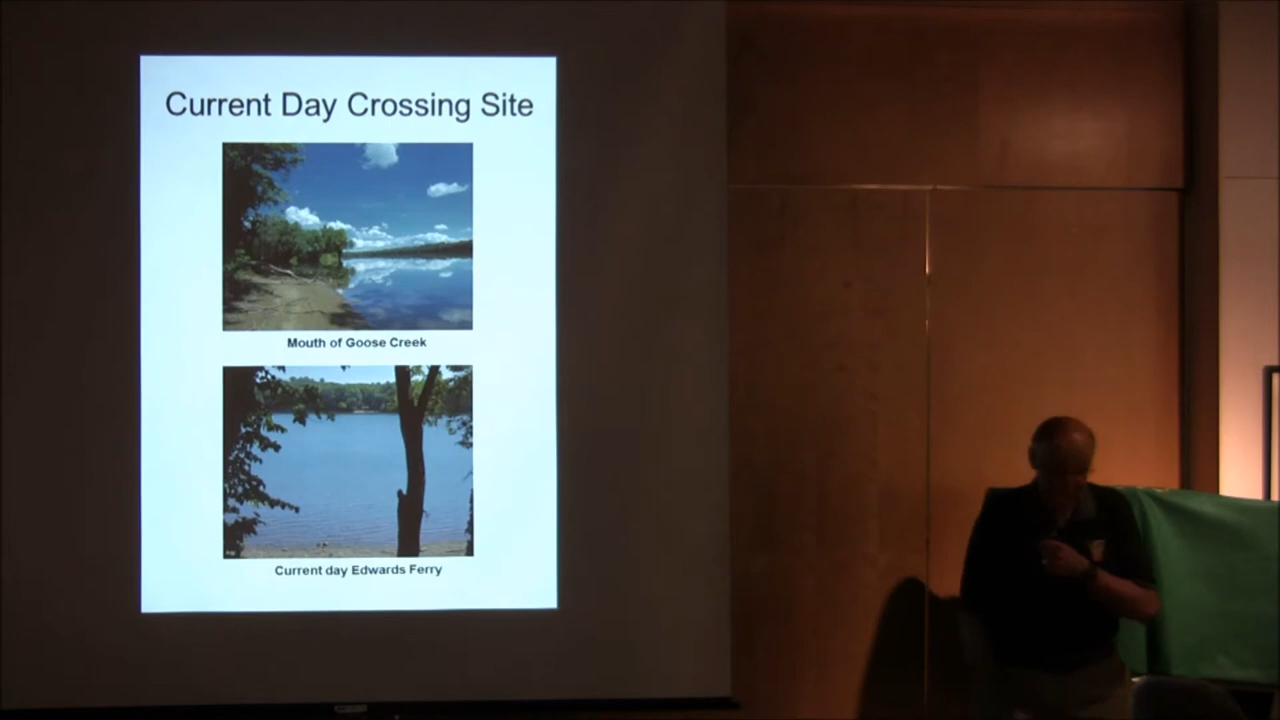 Current Day Crossing Site
Mouth of Goose Creek
Current day Edwards Ferry